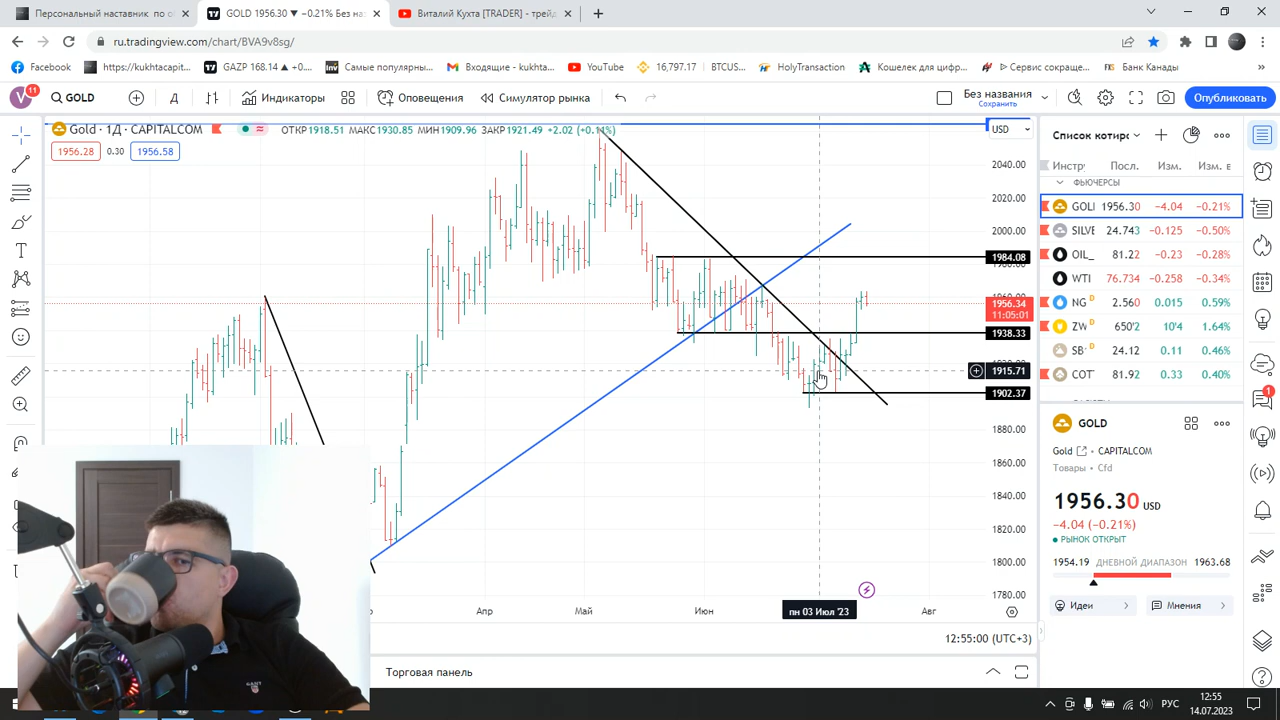 Персональный наставник по о
GOLD 1956.30 ▼ −0.21% Без наз
Виталий Кухта [TRADER] - трей
ru.tradingview.com/chart/BVA9v8sg/
Facebook
https://kukhtacapit...
GAZP 168.14 ▲ +0....
Самые популярны...
Входящие - kukhta...
YouTube
16,797.17
BTCUS...
HolyTransaction
Кошелек для цифр...
Сервис сокраще...
Банк Канады
V
11
GOLD
Д
Индикаторы
Оповещения
Симулятор рынка
Без названия
Сохранить
Опубликовать
Gold · 1Д · CAPITALCOM
ОТКР1918.51 МАКС1930.85 МИН1909.96 ЗАКР1921.49 +2.02 (+0.11%)
1956.28
0.30
1956.58
USD
2040.00
2020.00
2000.00
1984.08
1956.34
11:05:01
1938.33
1915.71
1902.37
1880.00
1860.00
1840.00
1820.00
1800.00
1780.00
Апр
Май
Июн
пн 03 Июл '23
Авг
12:55:00 (UTC+3)
Торговая панель
Список котиро
Инстр
Посл.
Изм.
Изм. в
ФЬЮЧЕРСЫ
GOLI 1956.30 −4.04 −0.21%
SILVE 24.743 −0.125 −0.50%
OIL_ 81.22 −0.23 −0.28%
WTI 76.734 −0.258 −0.34%
NG D 2.560 0.015 0.59%
ZW D 650'2 10'4 1.64%
SB D 24.12 0.11 0.46%
COT D 81.92 0.33 0.40%
GOLD
Gold · CAPITALCOM
Товары · Cfd
1956.30 USD
−4.04 (−0.21%)
РЫНОК ОТКРЫТ
1954.19 ДНЕВНОЙ ДИАПАЗОН 1963.68
Идеи
Мнения
1
РУС
12:55
14.07.2023